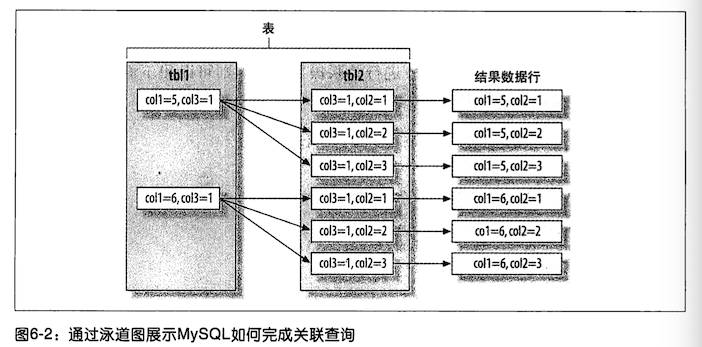 表
tbl1 tbl2 结果数据行
col1=5, col3=1 col3=1, col2=1 col1=5, col2=1
col3=1, col2=2 col1=5, col2=2
col3=1, col2=3 col1=5, col2=3
col1=6, col3=1 col3=1, col2=1 col1=6, col2=1
col3=1, col2=2 co1=6, col2=2
col3=1, col2=3 col1=6, col2=3
图6-2：通过泳道图展示MySQL如何完成关联查询